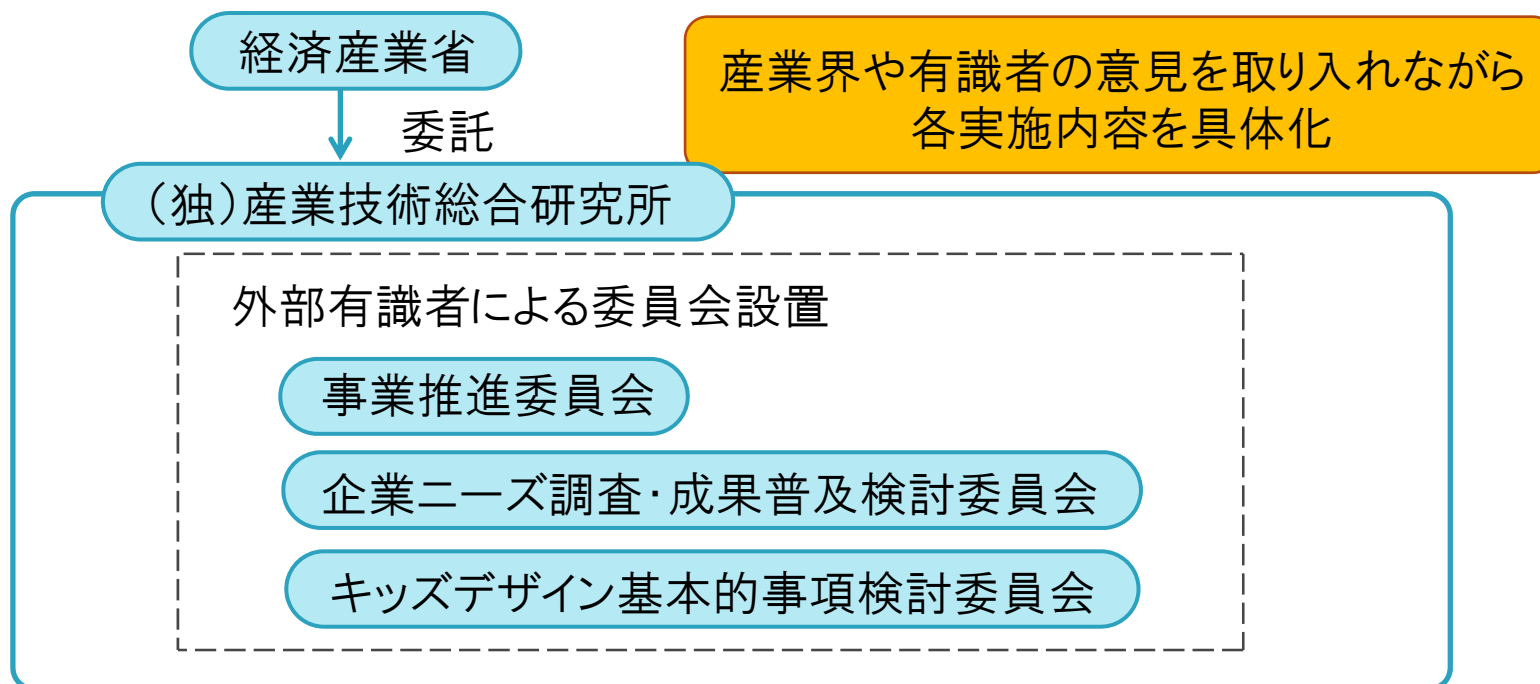 経済産業省
産業界や有識者の意見を取り入れながら
各実施内容を具体化
委託
（独）産業技術総合研究所
外部有識者による委員会設置
事業推進委員会
企業ニーズ調査・成果普及検討委員会
キッズデザイン基本的事項検討委員会